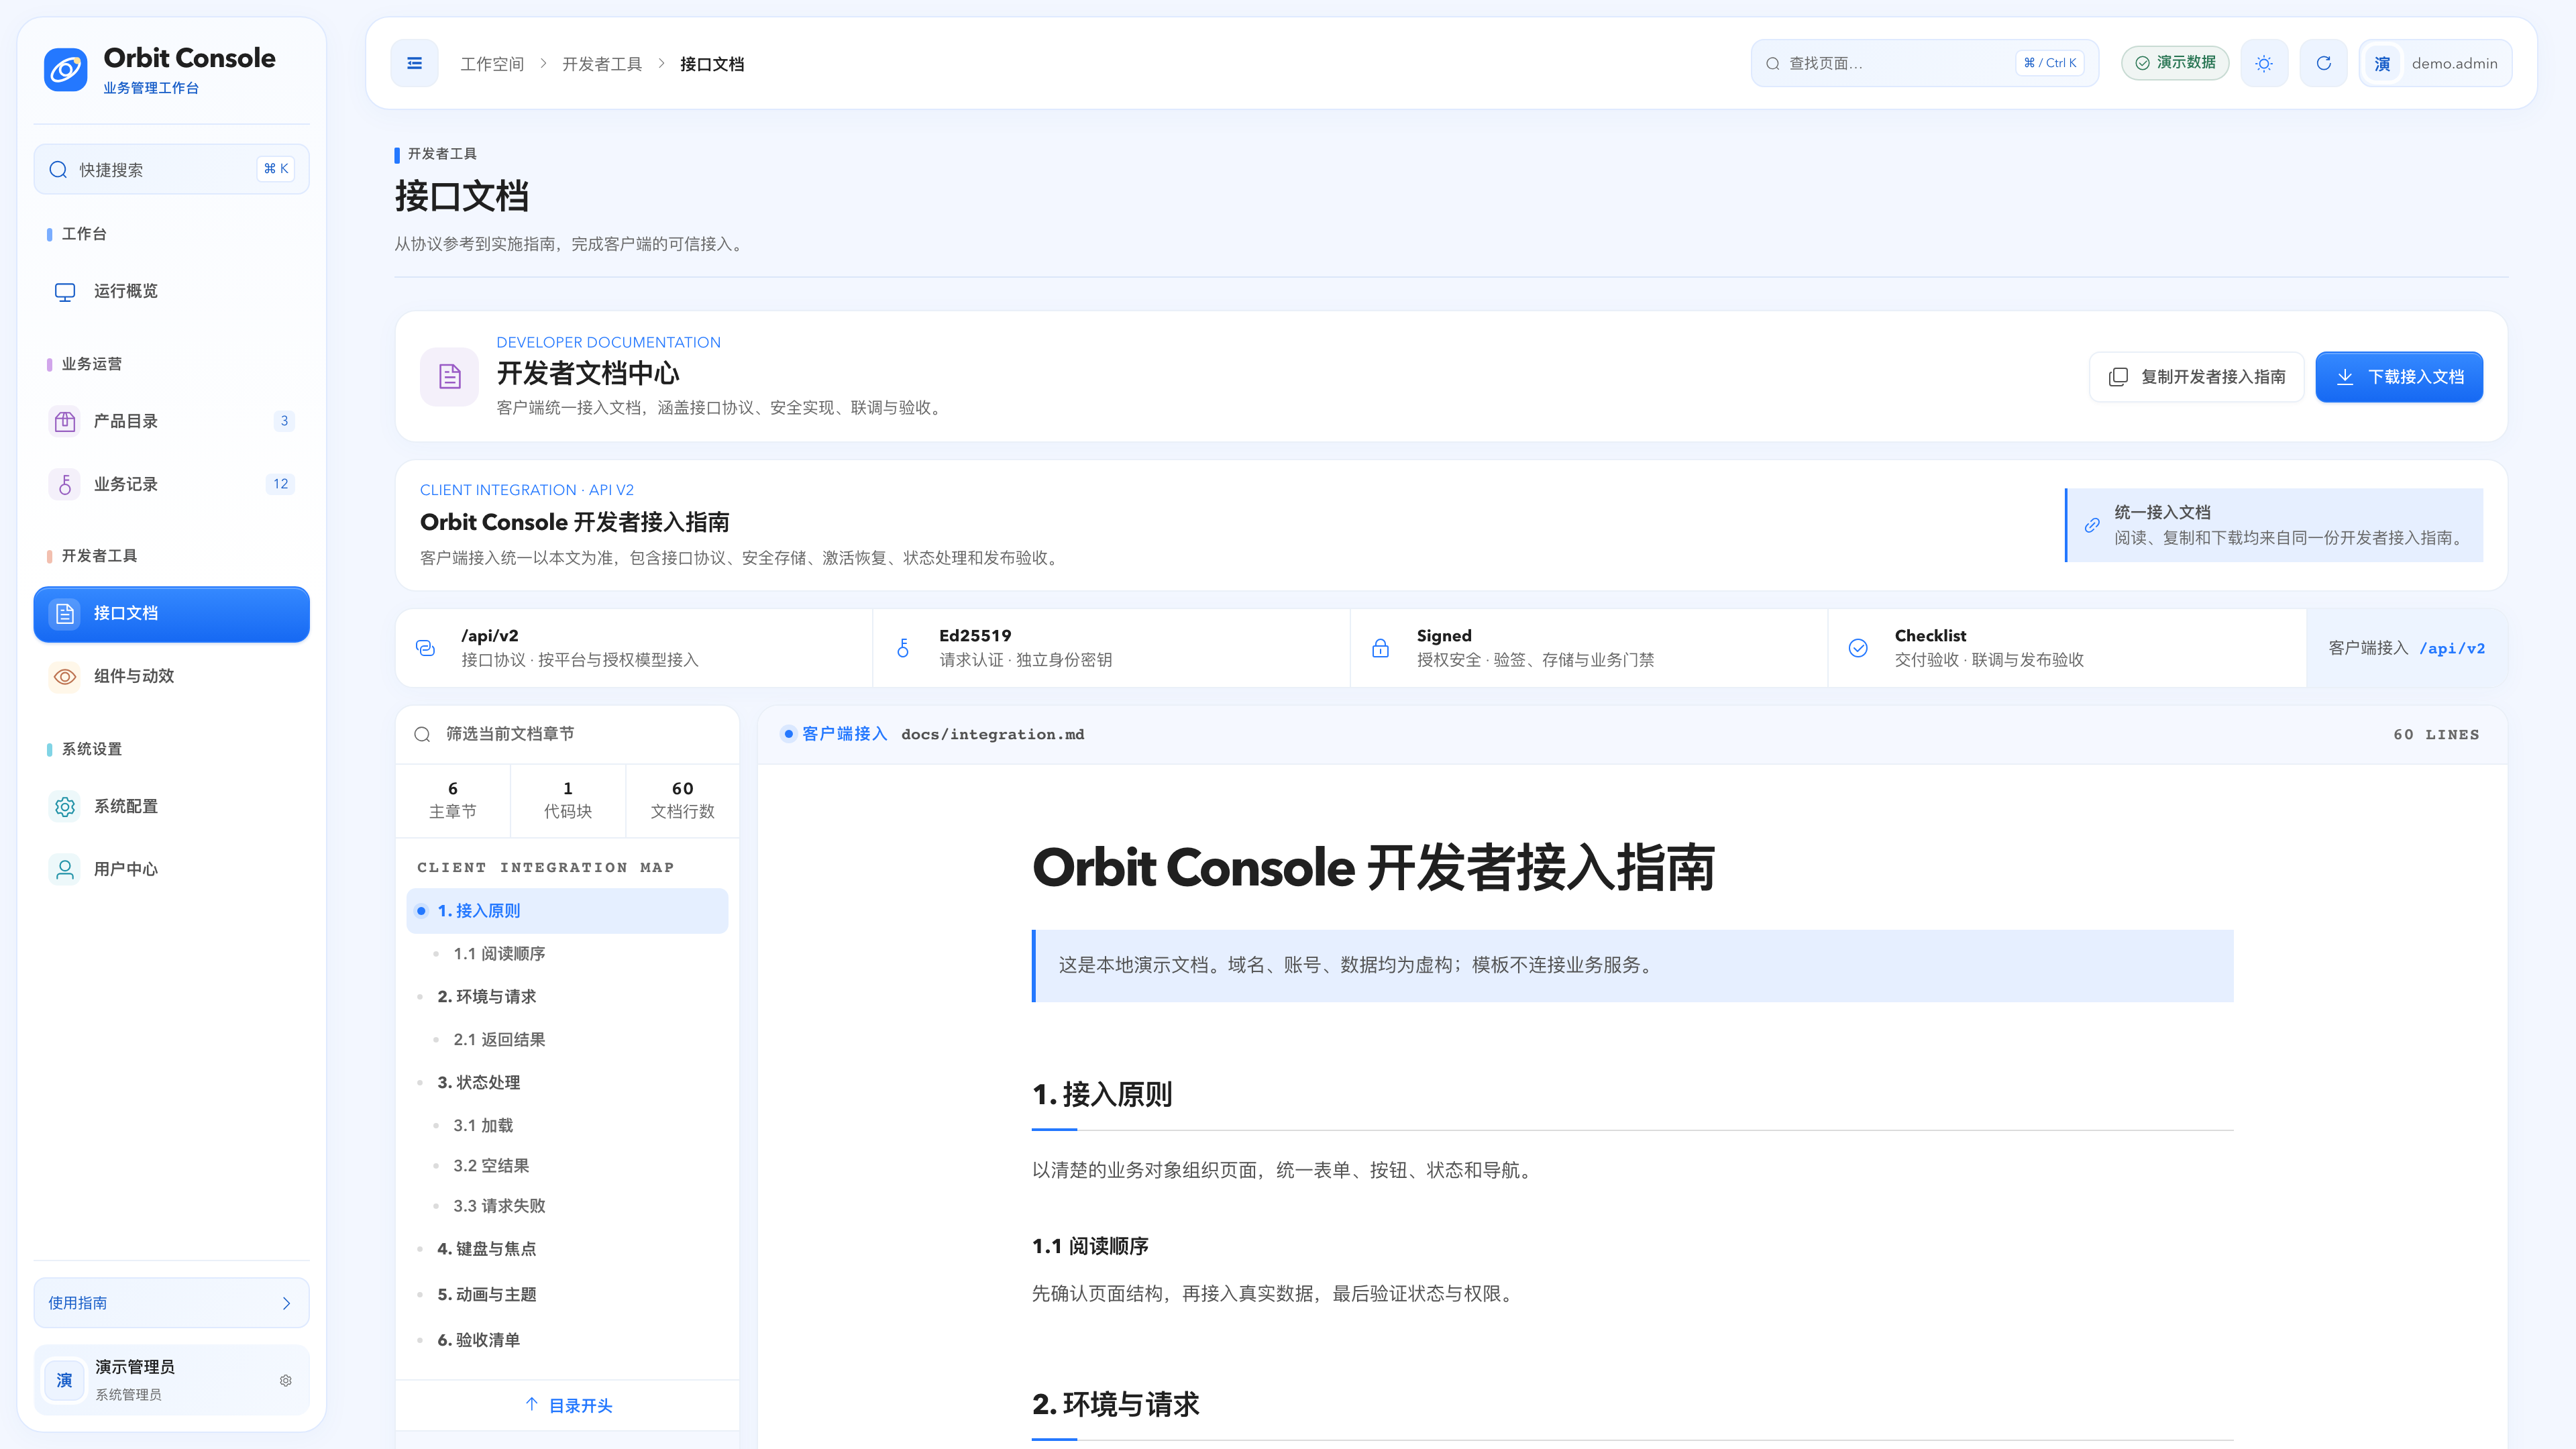 Orbit Console
业务管理工作台
快捷搜索 ⌘ K
工作台
运行概览
业务运营
产品目录 3
业务记录 12
开发者工具
接口文档
组件与动效
系统设置
系统配置
用户中心
使用指南
演 演示管理员
系统管理员
工作空间 > 开发者工具 > 接口文档
查找页面... ⌘ / Ctrl K
演示数据
演 demo.admin
开发者工具
接口文档
从协议参考到实施指南，完成客户端的可信接入。
DEVELOPER DOCUMENTATION
开发者文档中心
客户端统一接入文档，涵盖接口协议、安全实现、联调与验收。
复制开发者接入指南
下载接入文档
CLIENT INTEGRATION · API V2
Orbit Console 开发者接入指南
客户端接入统一以本文为准，包含接口协议、安全存储、激活恢复、状态处理和发布验收。
统一接入文档
阅读、复制和下载均来自同一份开发者接入指南。
/api/v2
接口协议 · 按平台与授权模型接入
Ed25519
请求认证 · 独立身份密钥
Signed
授权安全 · 验签、存储与业务门禁
Checklist
交付验收 · 联调与发布验收
客户端接入 /api/v2
筛选当前文档章节
6 主章节
1 代码块
60 文档行数
CLIENT INTEGRATION MAP
1. 接入原则
1.1 阅读顺序
2. 环境与请求
2.1 返回结果
3. 状态处理
3.1 加载
3.2 空结果
3.3 请求失败
4. 键盘与焦点
5. 动画与主题
6. 验收清单
目录开头
客户端接入 docs/integration.md 60 LINES
Orbit Console 开发者接入指南
这是本地演示文档。域名、账号、数据均为虚构；模板不连接业务服务。
1. 接入原则
以清楚的业务对象组织页面，统一表单、按钮、状态和导航。
1.1 阅读顺序
先确认页面结构，再接入真实数据，最后验证状态与权限。
2. 环境与请求